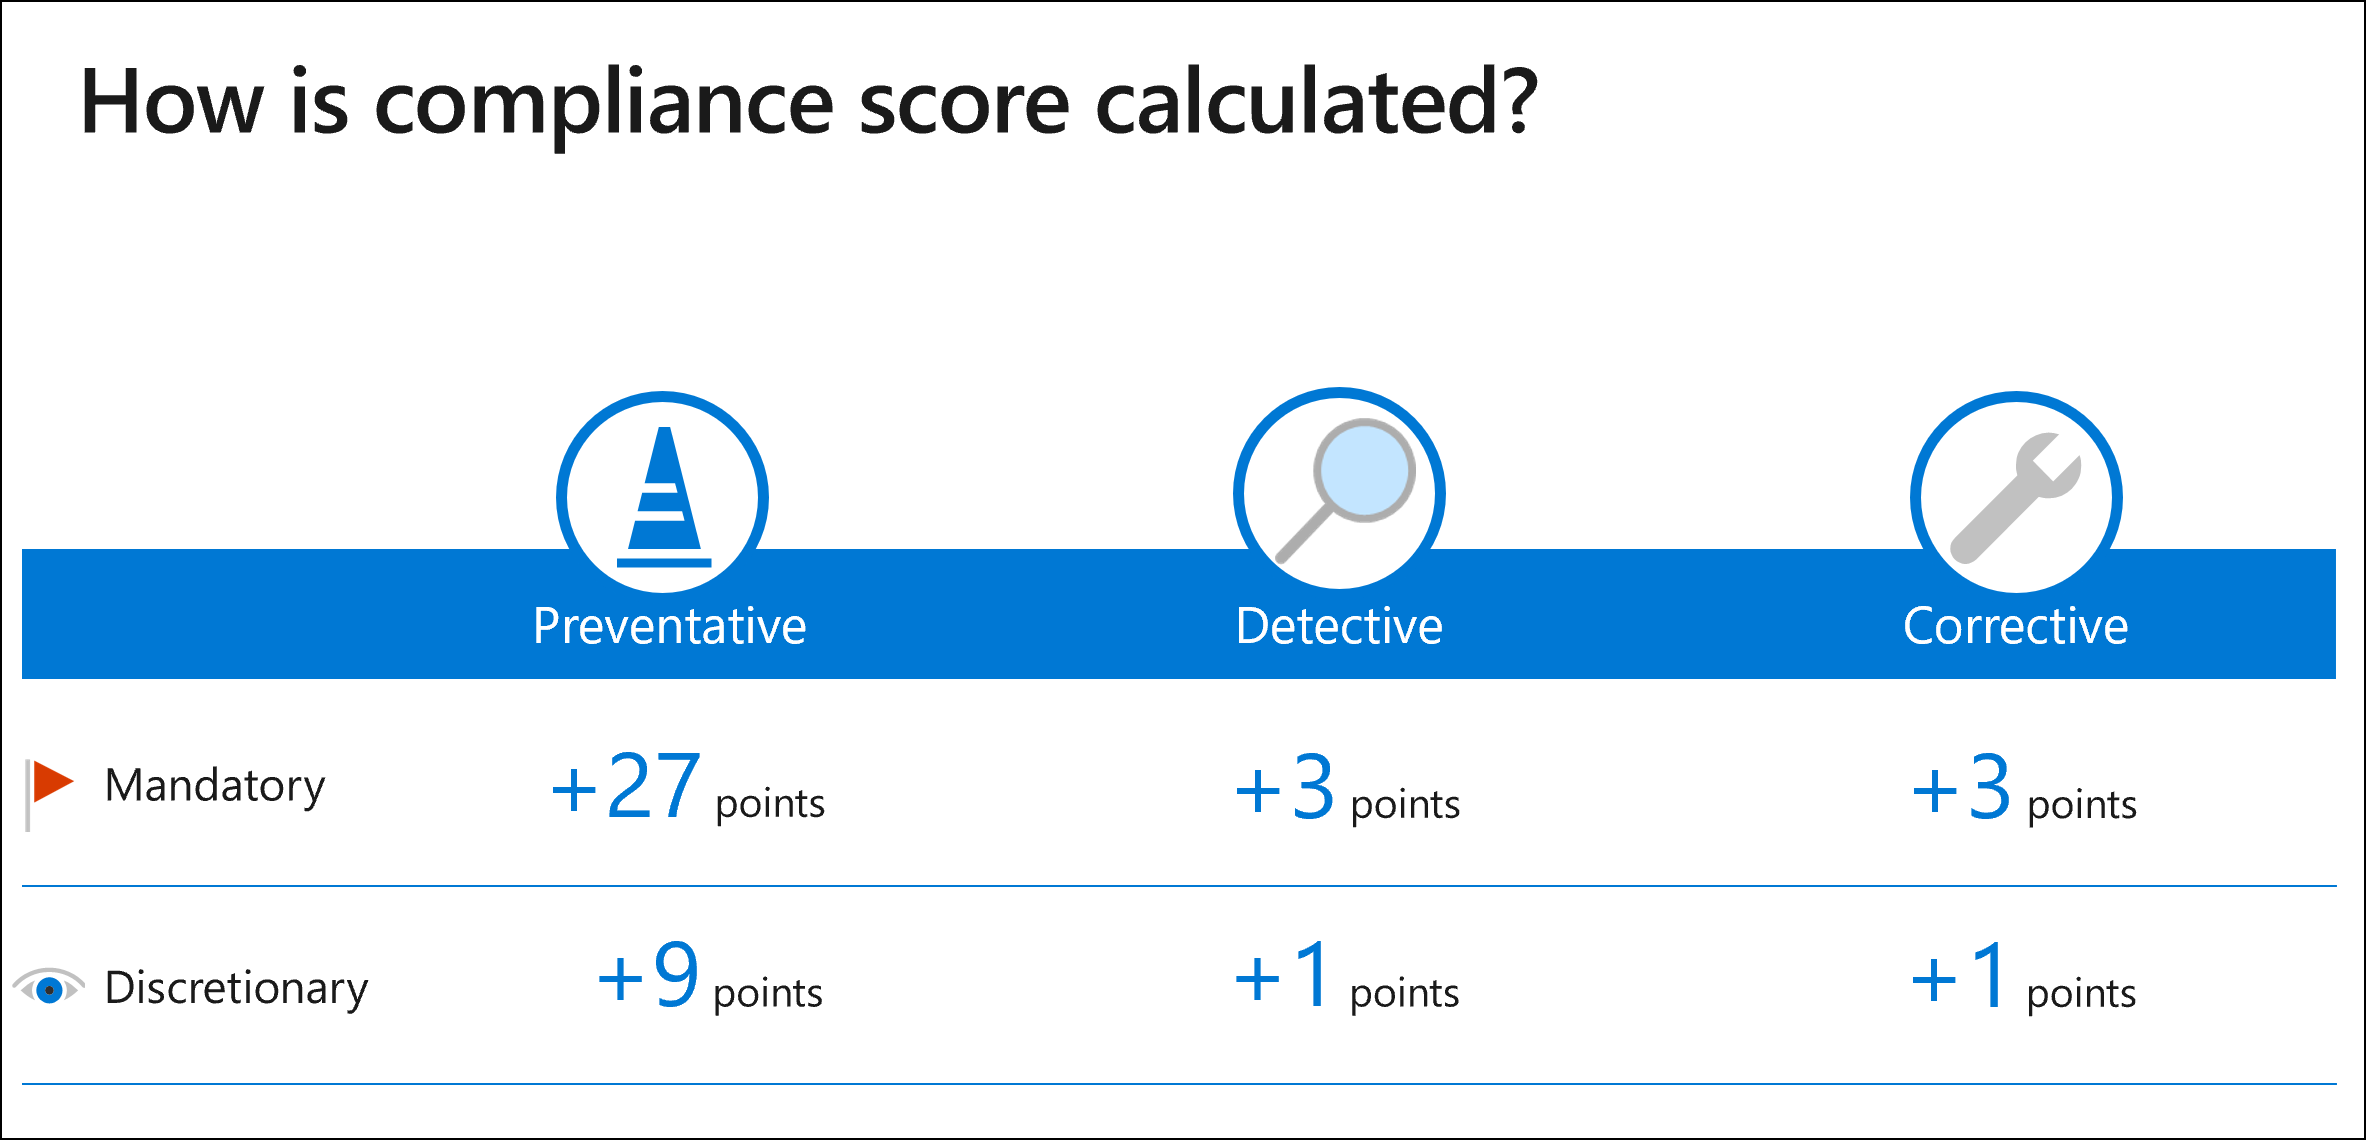 How is compliance score calculated?
Preventative Detective Corrective
Mandatory +27 points +3 points +3 points
Discretionary +9 points +1 points +1 points